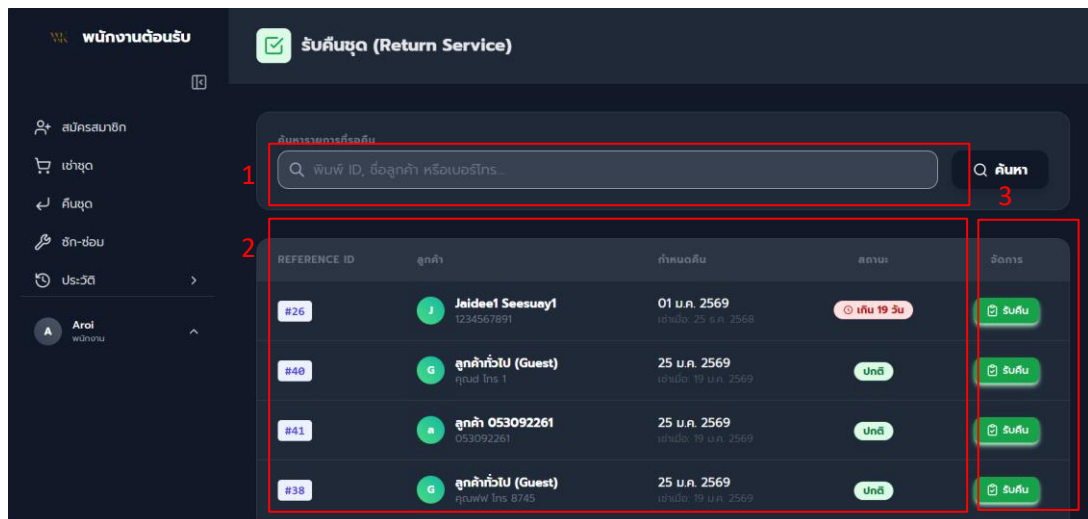 พนักงานต้อนรับ
รับคืนชุด (Return Service)
สมัครสมาชิก
เช่าชุด
คืนชุด
ซัก-ซ่อม
ประวัติ
A
Aroi
พนักงาน
ค้นหารายการที่รอคืน
1
พิมพ์ ID, ชื่อลูกค้า หรือเบอร์โทร...
ค้นหา
3
2
REFERENCE ID ลูกค้า กำหนดคืน สถานะ จัดการ
#26 J Jaidee1 Seesuay1 01 ม.ค. 2569 เกิน 19 วัน รับคืน
1234567891 เช่าเมื่อ: 25 ธ.ค. 2568
#40 G ลูกค้าทั่วไป (Guest) 25 ม.ค. 2569 ปกติ รับคืน
คุณd โทร 1 เช่าเมื่อ: 19 ม.ค. 2569
#41 ล ลูกค้า 053092261 25 ม.ค. 2569 ปกติ รับคืน
053092261 เช่าเมื่อ: 19 ม.ค. 2569
#38 G ลูกค้าทั่วไป (Guest) 25 ม.ค. 2569 ปกติ รับคืน
คุณฟฟ โทร 8745 เช่าเมื่อ: 19 ม.ค. 2569